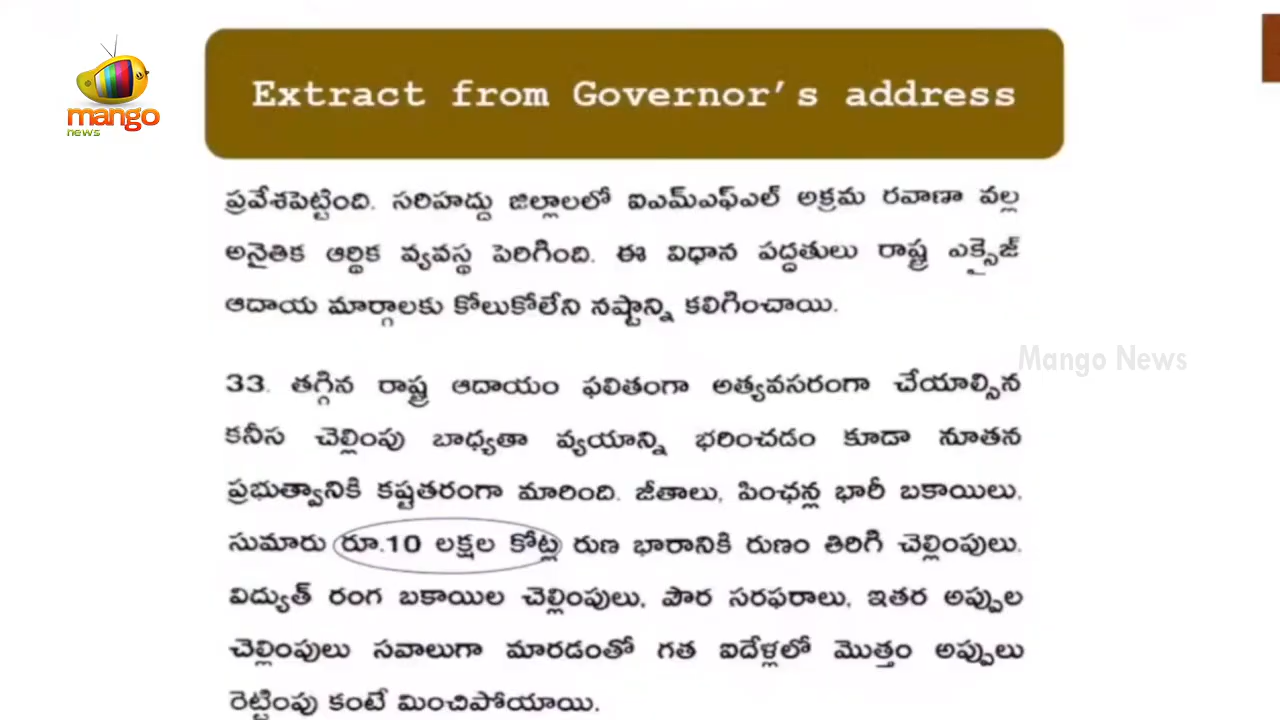 mango
news
Extract from Governor's address
ప్రవేశపెట్టింది. సరిహద్దు జిల్లాలలో ఐఎమ్ఎఫ్ఎల్ అక్రమ రవాణా వల్ల
అనైతిక ఆర్థిక వ్యవస్థ పెరిగింది. ఈ విధాన పద్ధతులు రాష్ట్ర ఎక్సైజ్
ఆదాయ మార్గాలకు కోలుకోలేని నష్టాన్ని కలిగించాయి.
Mango News
33. తగ్గిన రాష్ట్ర ఆదాయం ఫలితంగా అత్యవసరంగా చేయాల్సిన
కనీస చెల్లింపు బాధ్యతా వ్యయాన్ని భరించడం కూడా నూతన
ప్రభుత్వానికి కష్టతరంగా మారింది. జీతాలు, పింఛన్ల భారీ బకాయిలు,
సుమారు రూ.10 లక్షల కోట్ల రుణ భారానికి రుణం తిరిగి చెల్లింపులు,
విద్యుత్ రంగ బకాయిల చెల్లింపులు, పౌర సరఫరాలు, ఇతర అప్పుల
చెల్లింపులు సవాలుగా మారడంతో గత ఐదేళ్లలో మొత్తం అప్పులు
రెట్టింపు కంటే మించిపోయాయి.